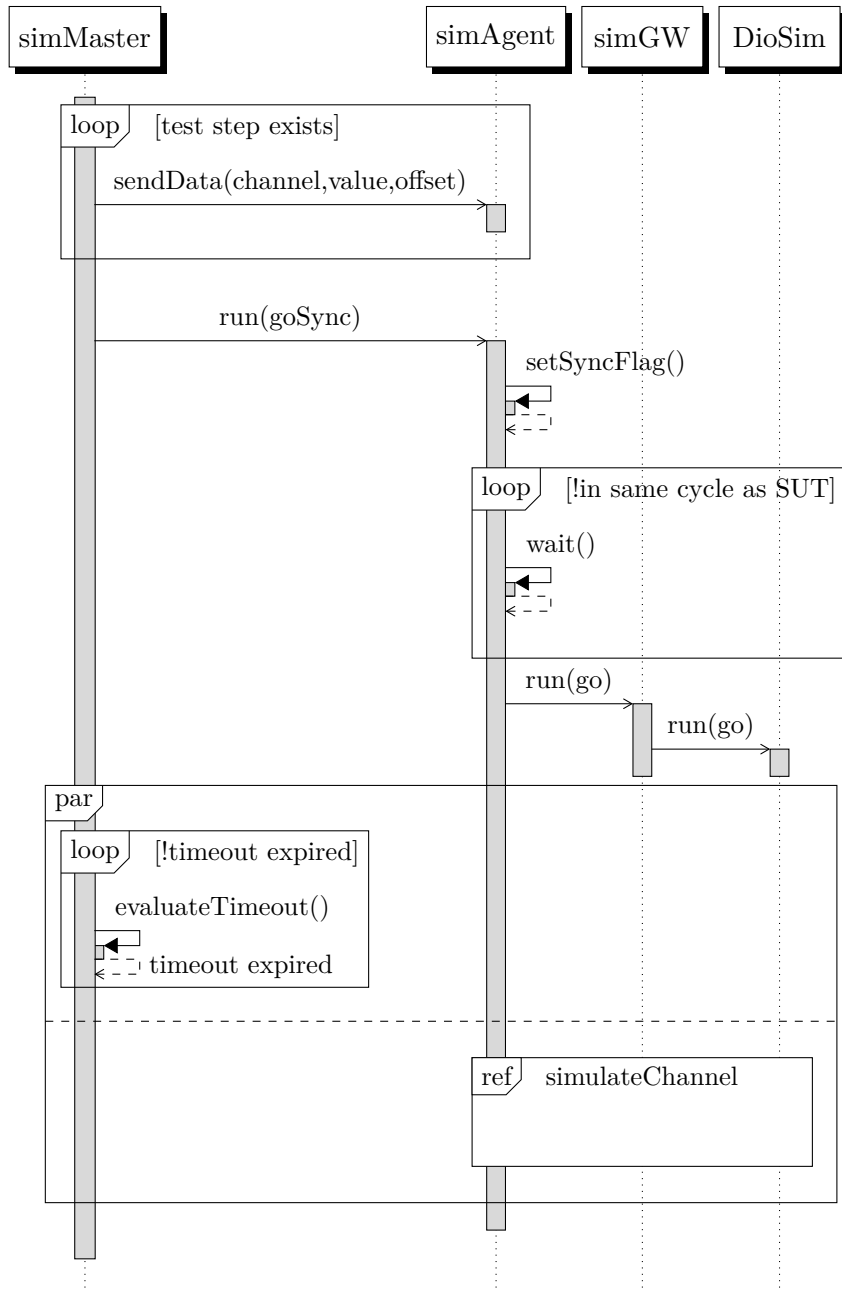 simMaster simAgent simGW DioSim
loop [test step exists]
sendData(channel,value,offset)
run(goSync)
setSyncFlag()
loop [!in same cycle as SUT]
wait()
run(go)
run(go)
par
loop [!timeout expired]
evaluateTimeout()
timeout expired
ref simulateChannel